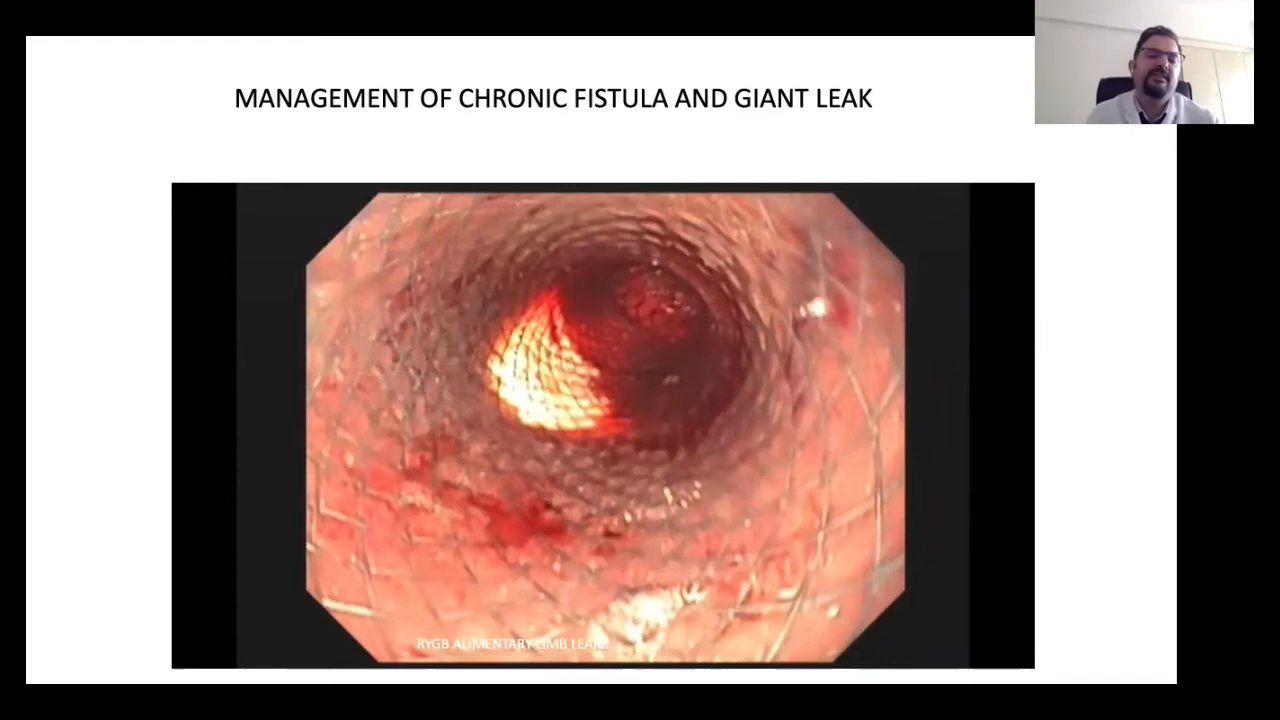 MANAGEMENT OF CHRONIC FISTULA AND GIANT LEAK
RYGB ALIMENTARY LIMB LEAK..